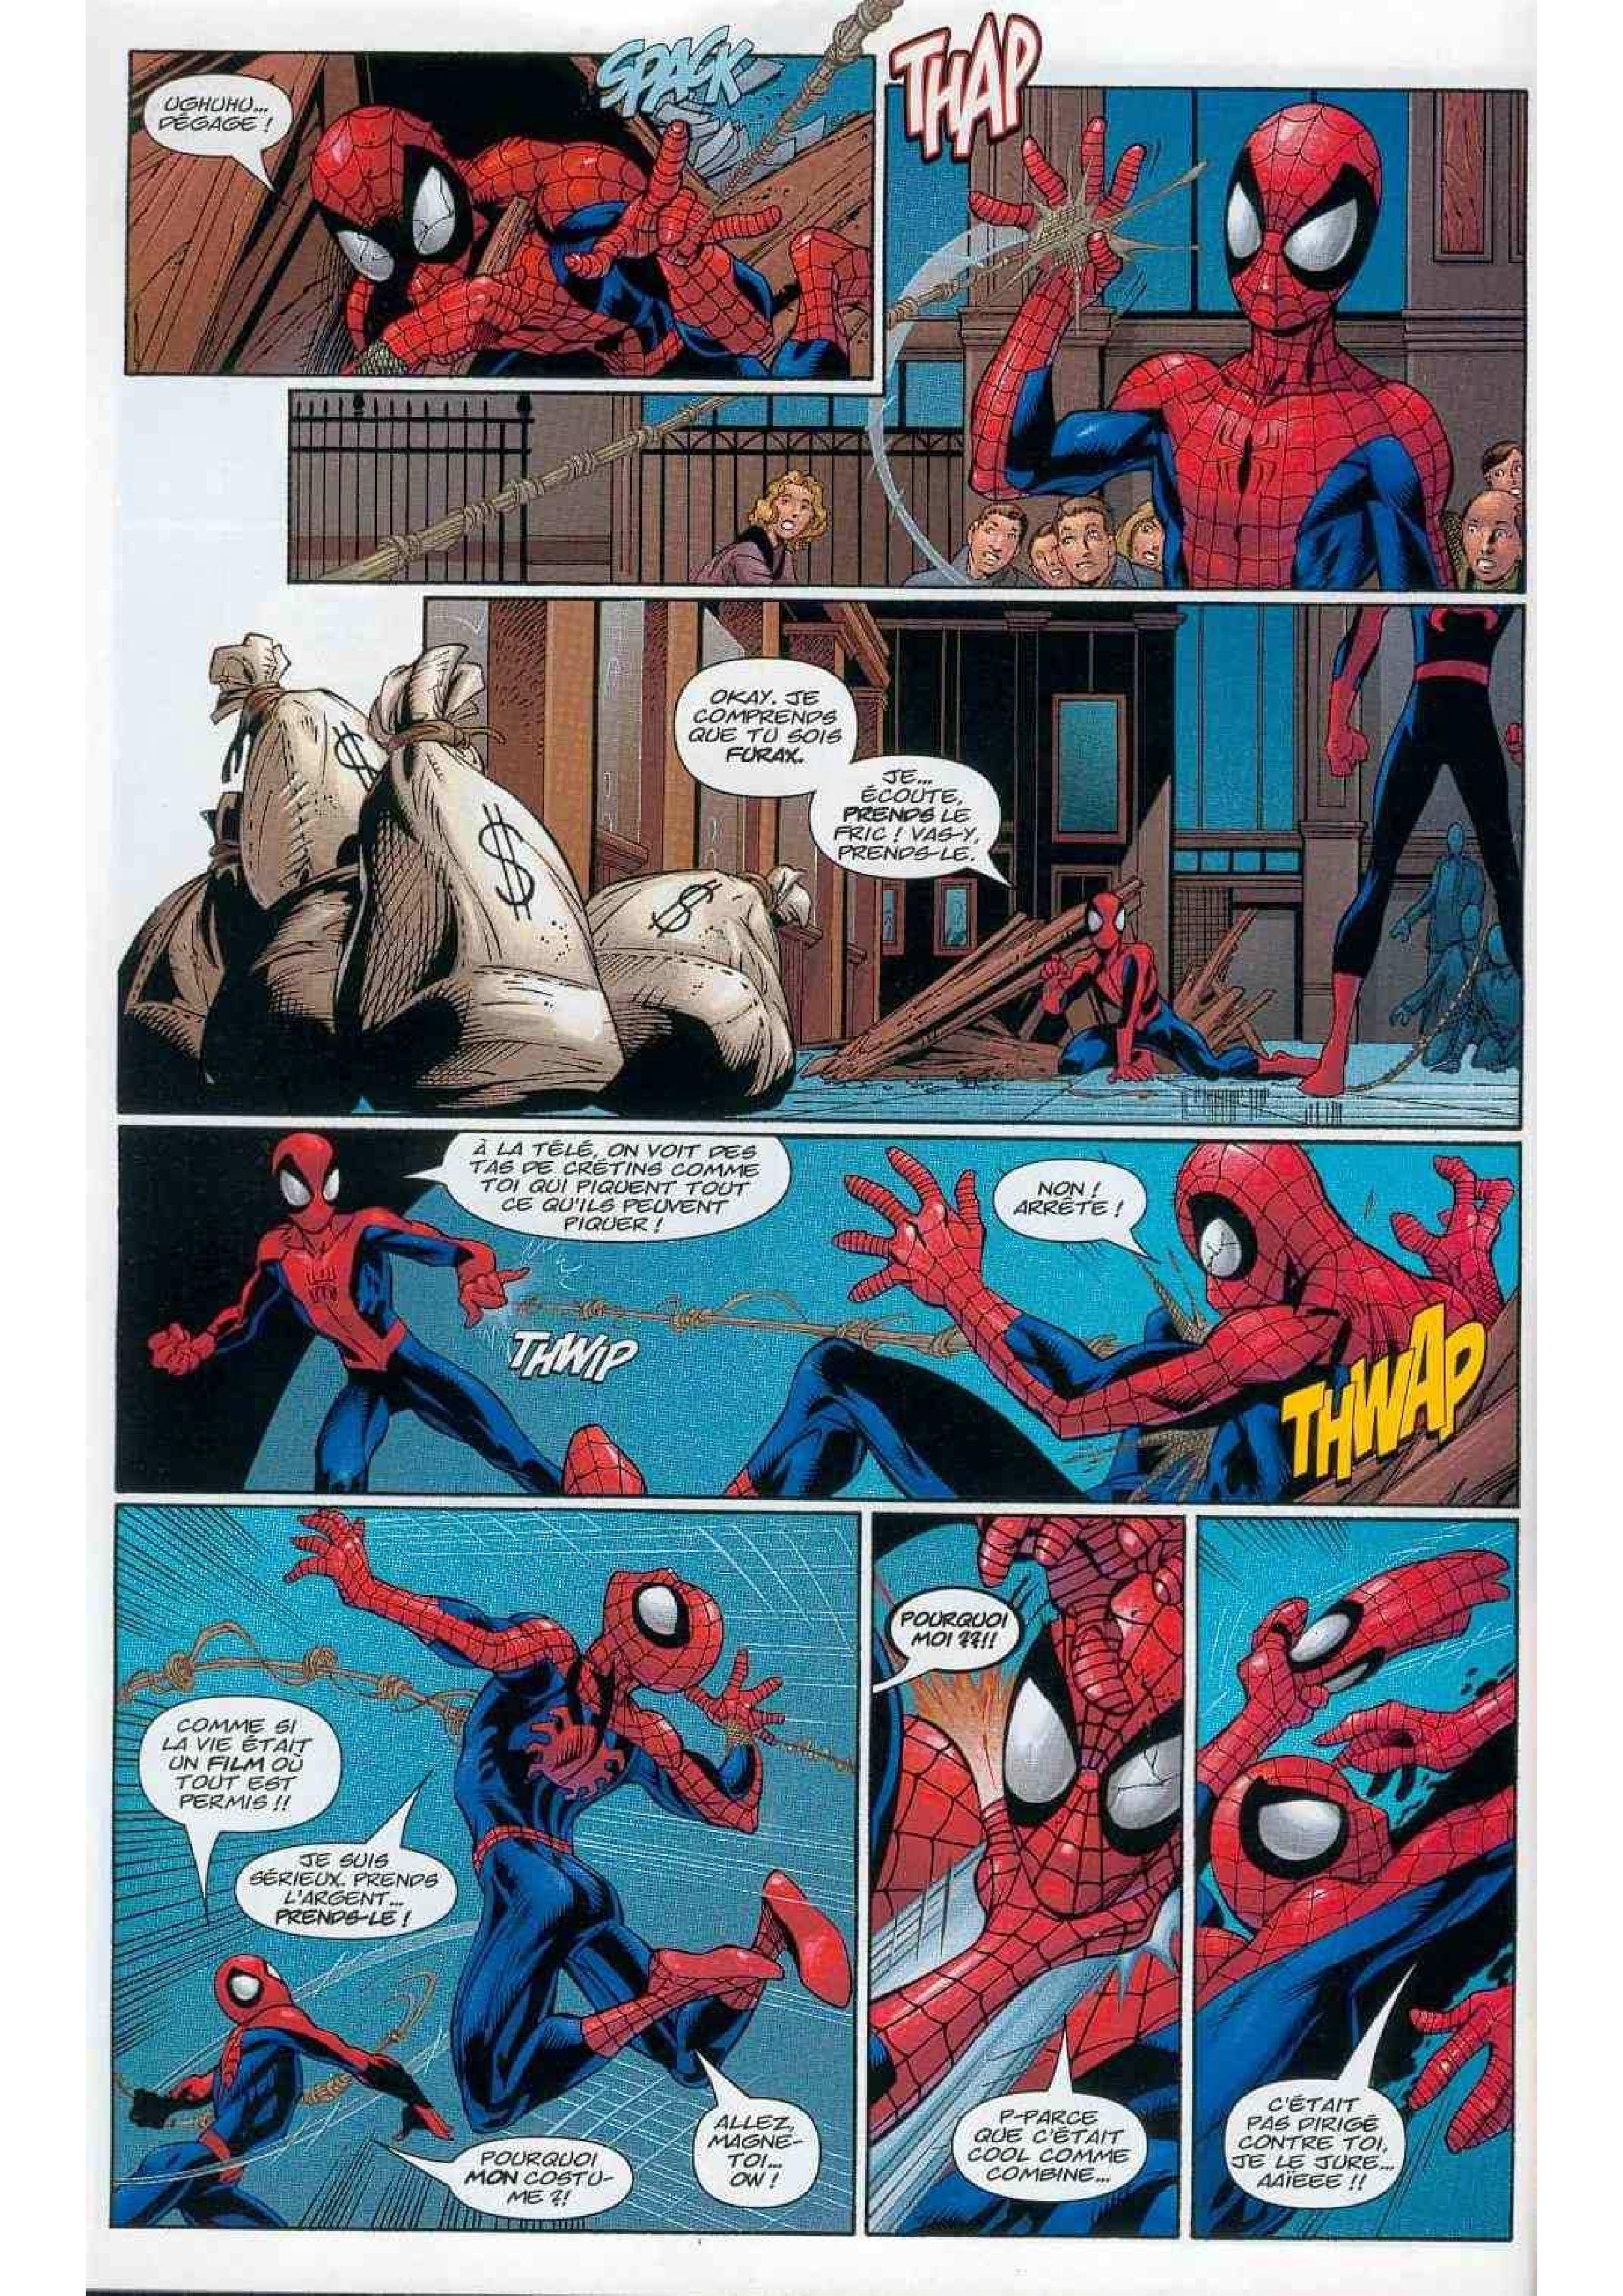 UGHUHU...
DÉGAGE !
SPACK
THAP
$
$
$
OKAY. JE
COMPRENDS
QUE TU SOIS
FURAX.
JE...
ÉCOUTE,
PRENDS LE
FRIC ! VAS-Y,
PRENDS-LE.
À LA TÉLÉ, ON VOIT DES
TAS DE CRÉTINS COMME
TOI QUI PIQUENT TOUT
CE QU'ILS PEUVENT
PIQUER !
THWIP
NON !
ARRÊTE !
THWAP
COMME SI
LA VIE ÉTAIT
UN FILM OÙ
TOUT EST
PERMIS !!
JE SUIS
SÉRIEUX. PRENDS
L'ARGENT...
PRENDS-LE !
POURQUOI
MON COSTU-
ME ?!
ALLEZ,
MAGNE-
TOI...
OW !
POURQUOI
MOI ??!!
P-PARCE
QUE C'ÉTAIT
COOL COMME
COMBINE...
C'ÉTAIT
PAS DIRIGÉ
CONTRE TOI,
JE LE JURE...
AAÏEEE !!